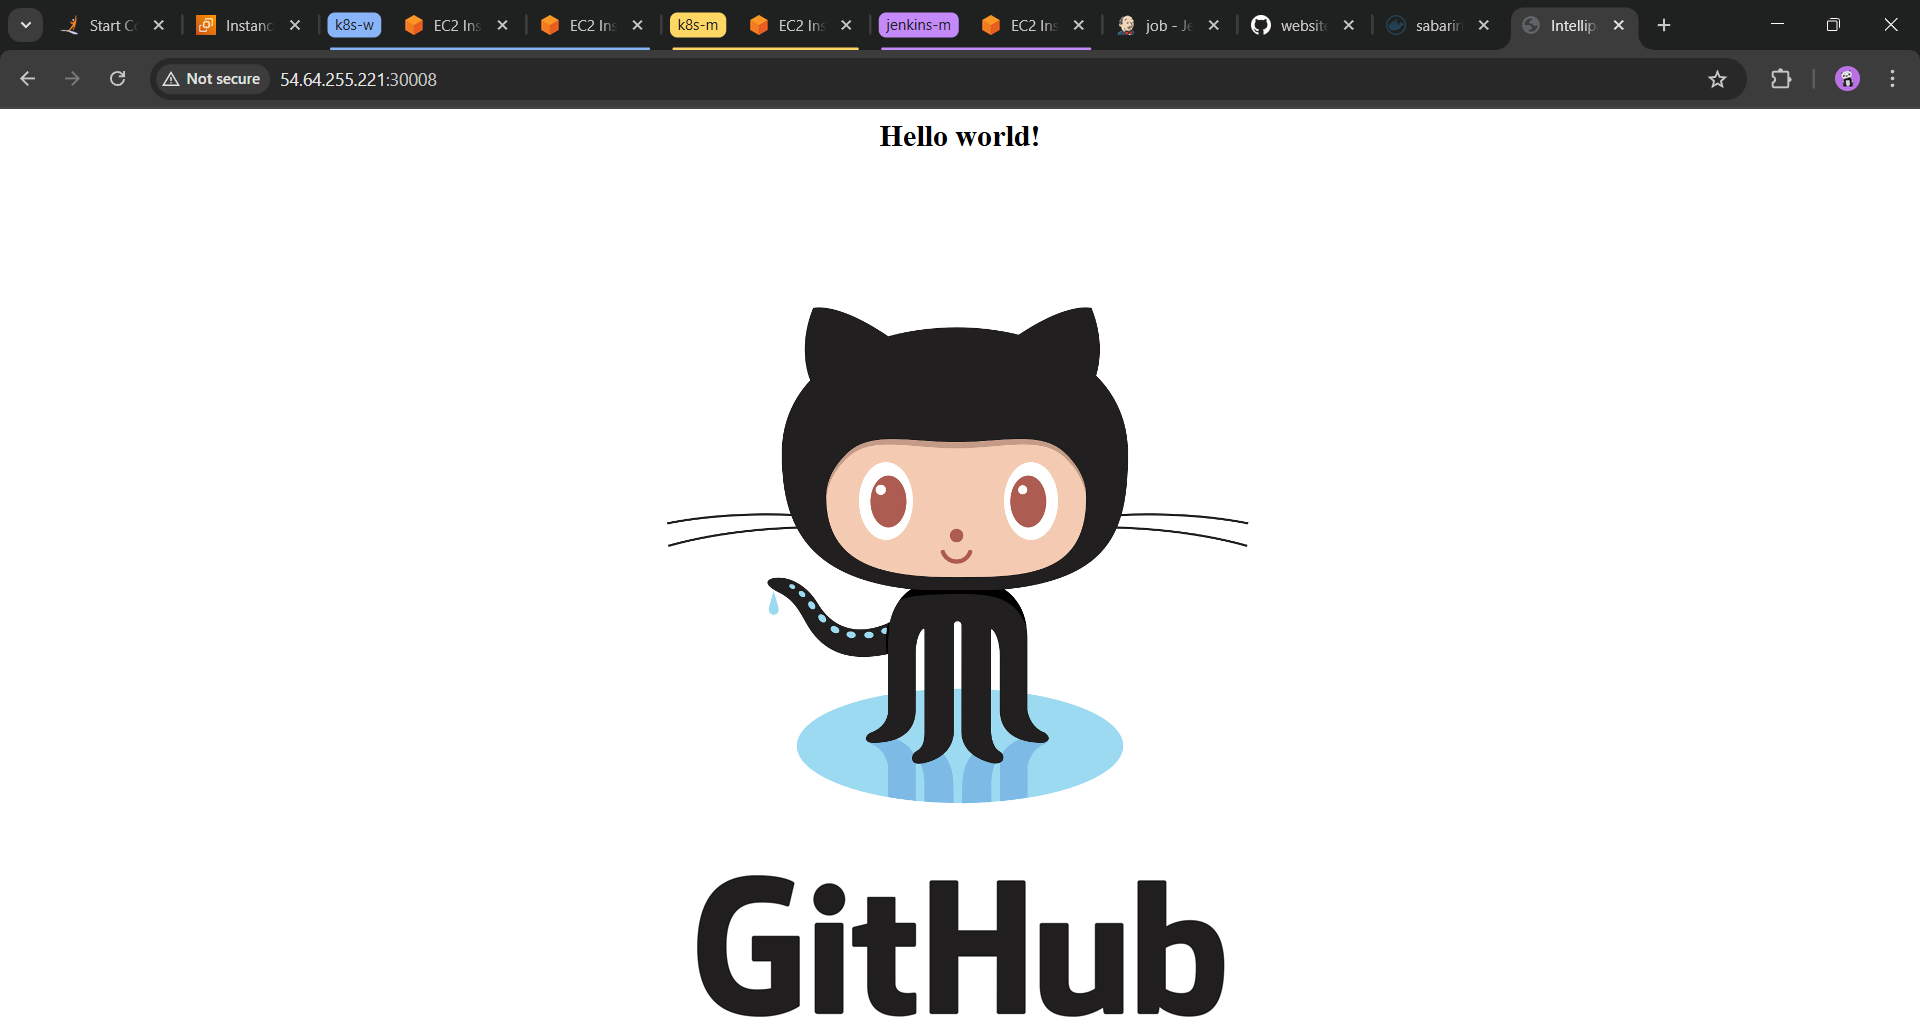 Start Co
Instanc
k8s-w
EC2 Ins
EC2 Ins
k8s-m
EC2 Ins
jenkins-m
EC2 Ins
job - Je
website
sabarir
Intellip
Not secure
54.64.255.221:30008
Hello world!
GitHub